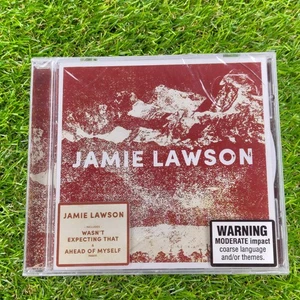 JAMIE LAWSON
JAMIE LAWSON
INCLUDES
WASN'T
EXPECTING THAT
&
AHEAD OF MYSELF
WARNING
MODERATE impact
coarse language
and/or themes.